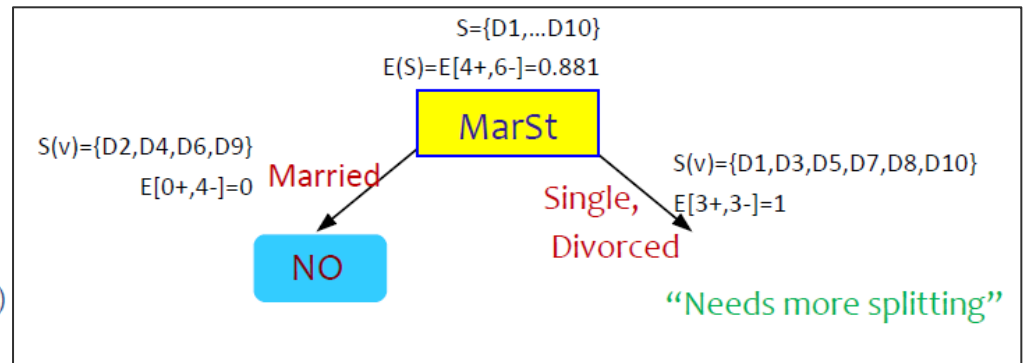 S={D1,...D10}
E(S)=E[4+,6-]=0.881
MarSt
S(v)={D2,D4,D6,D9}
E[0+,4-]=0
Married
S(v)={D1,D3,D5,D7,D8,D10}
E[3+,3-]=1
Single,
Divorced
NO
)
“Needs more splitting”